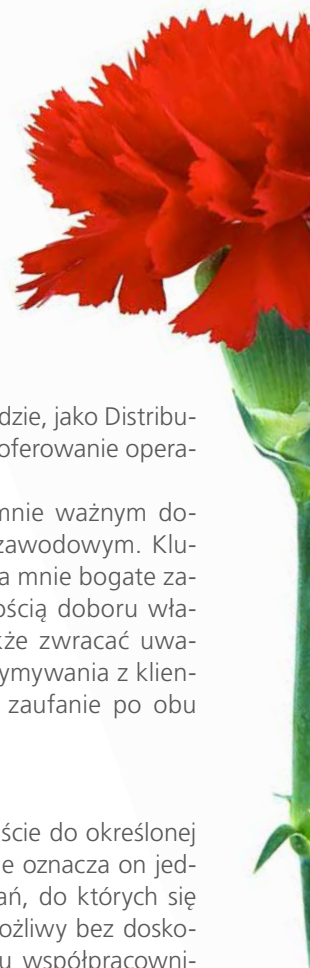 dzie, jako Distribu-
oferowanie opera-
mnie ważnym do-
zawodowym. Klu-
a mnie bogate za-
ością doboru wła-
kże zwracać uwa-
ymywania z klien-
zaufanie po obu
ście do określonej
e oznacza on jed-
ań, do których się
ożliwy bez dosko-
u współpracowni-